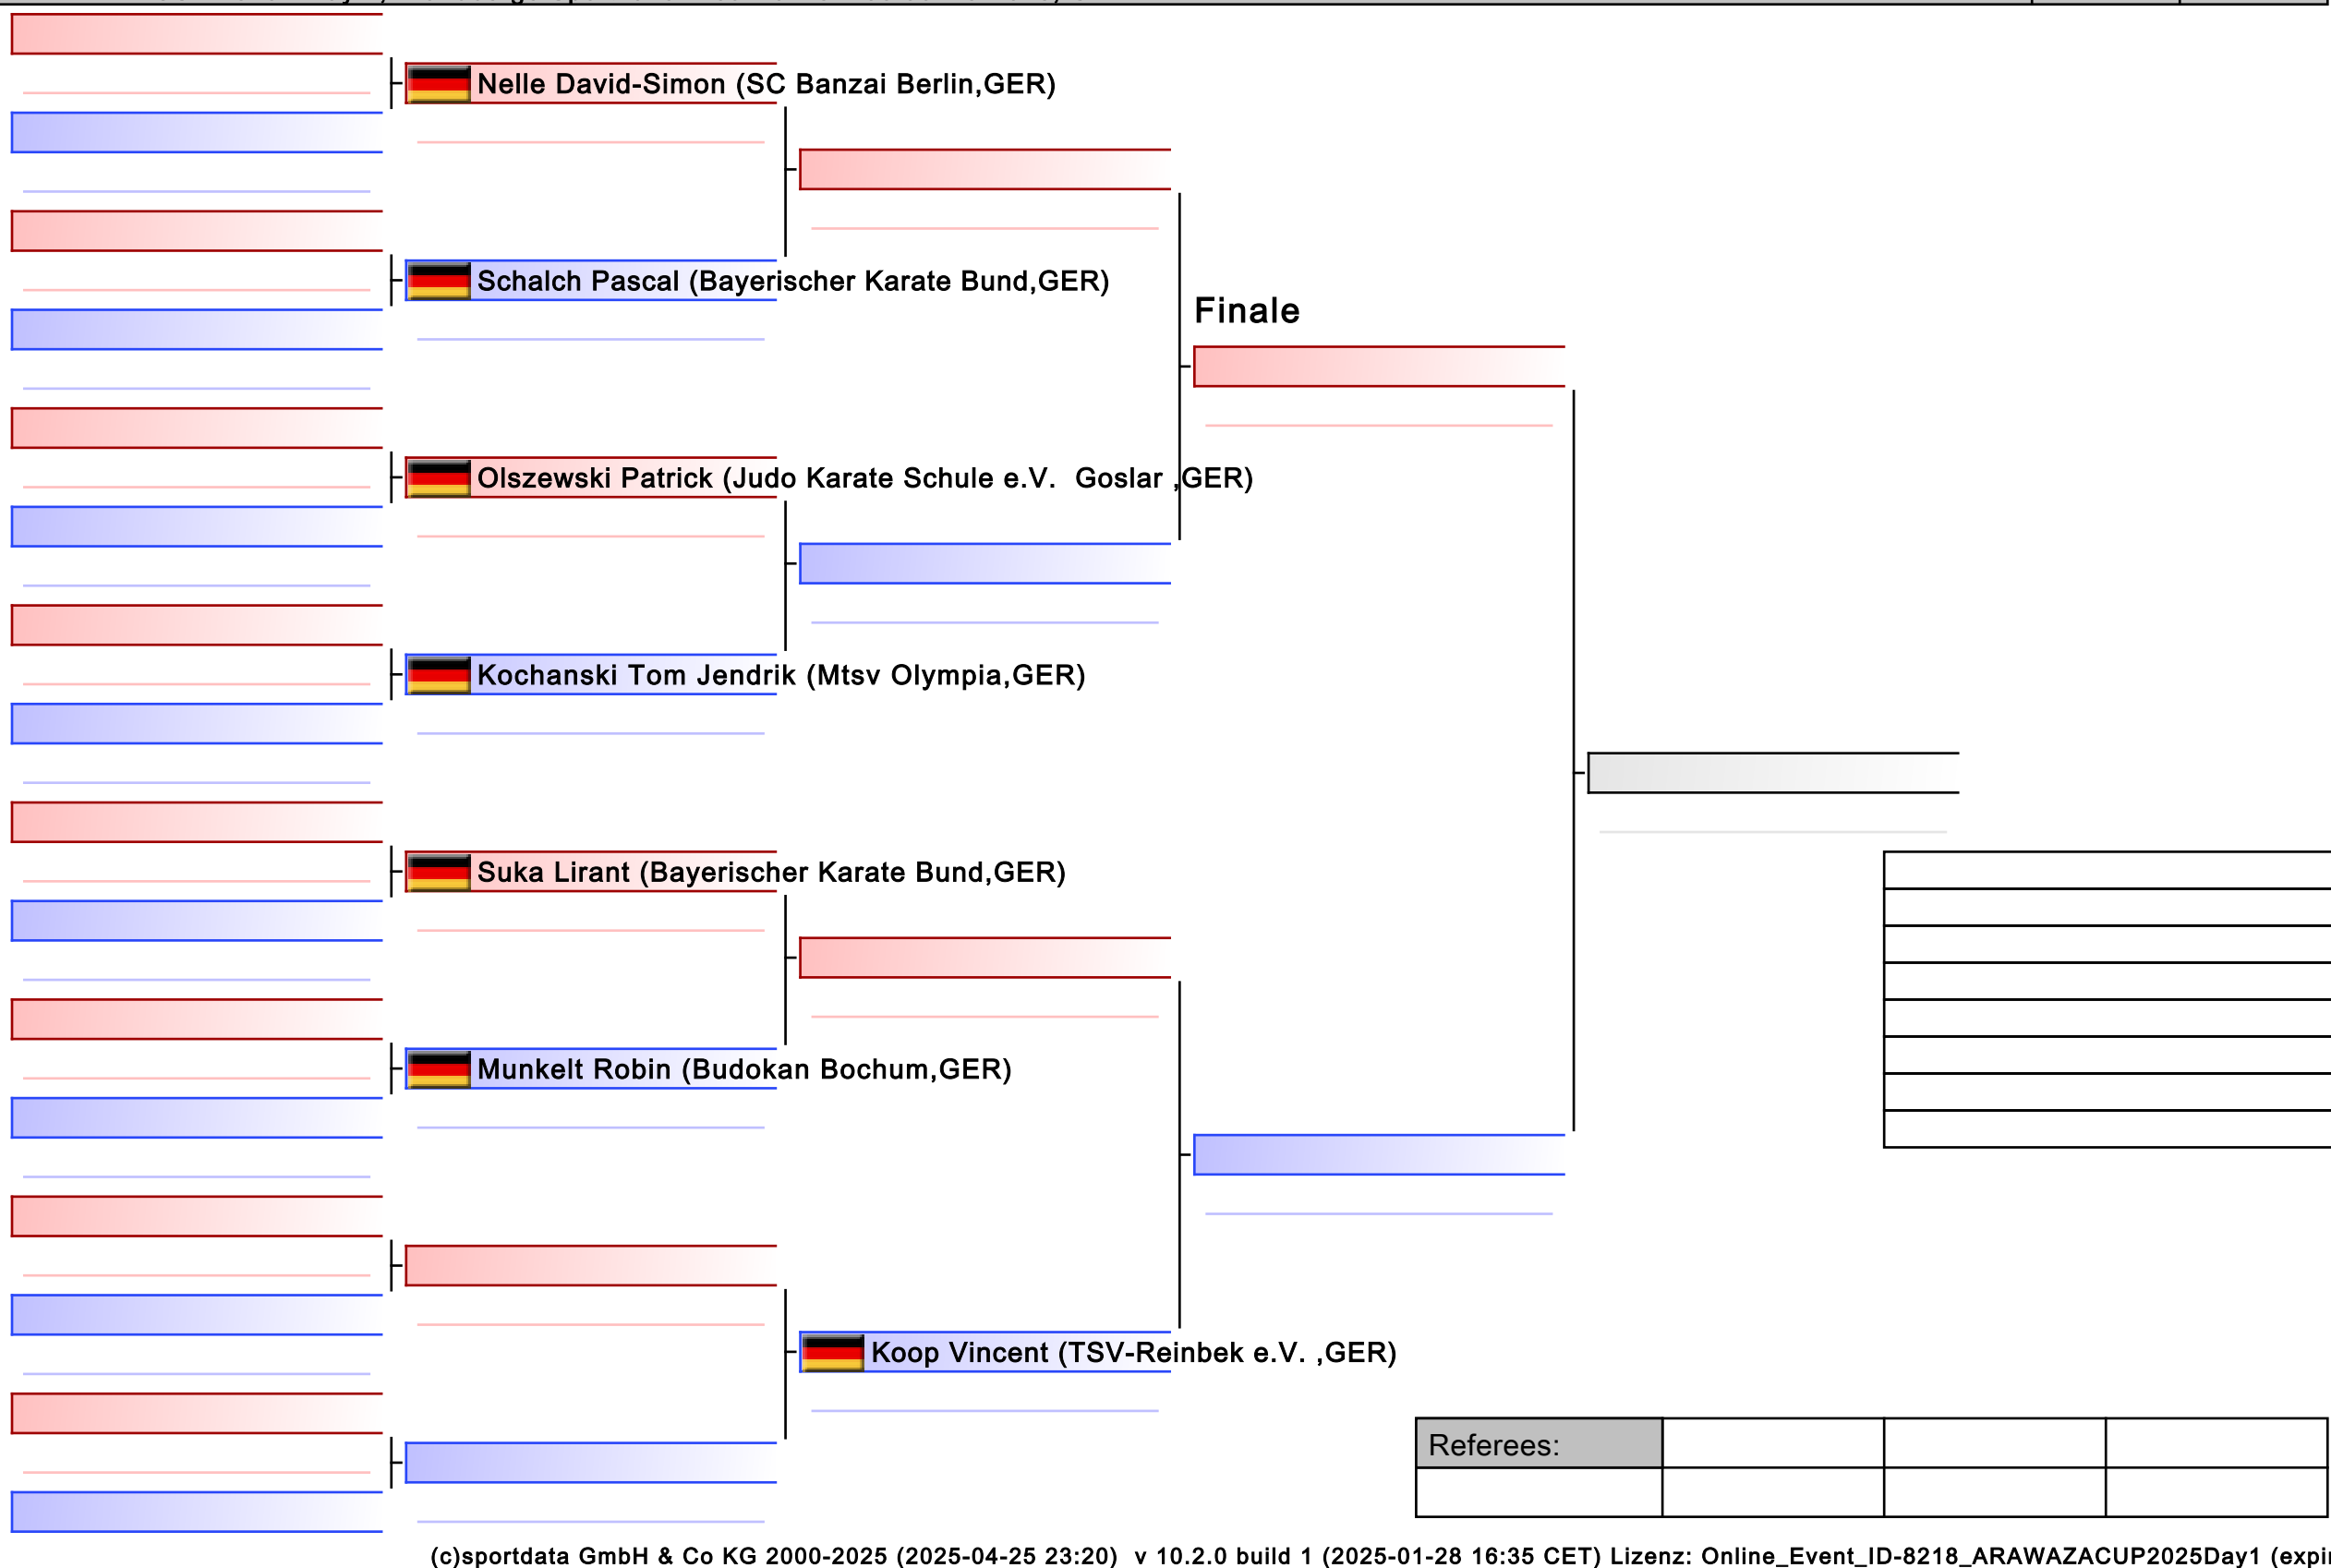 Nelle David-Simon (SC Banzai Berlin,GER)
Schalch Pascal (Bayerischer Karate Bund,GER)
Finale
Olszewski Patrick (Judo Karate Schule e.V.  Goslar ,GER)
Kochanski Tom Jendrik (Mtsv Olympia,GER)
Suka Lirant (Bayerischer Karate Bund,GER)
Munkelt Robin (Budokan Bochum,GER)
Koop Vincent (TSV-Reinbek e.V. ,GER)
Referees:
(c)sportdata GmbH & Co KG 2000-2025 (2025-04-25 23:20)  v 10.2.0 build 1 (2025-01-28 16:35 CET) Lizenz: Online_Event_ID-8218_ARAWAZACUP2025Day1 (expi